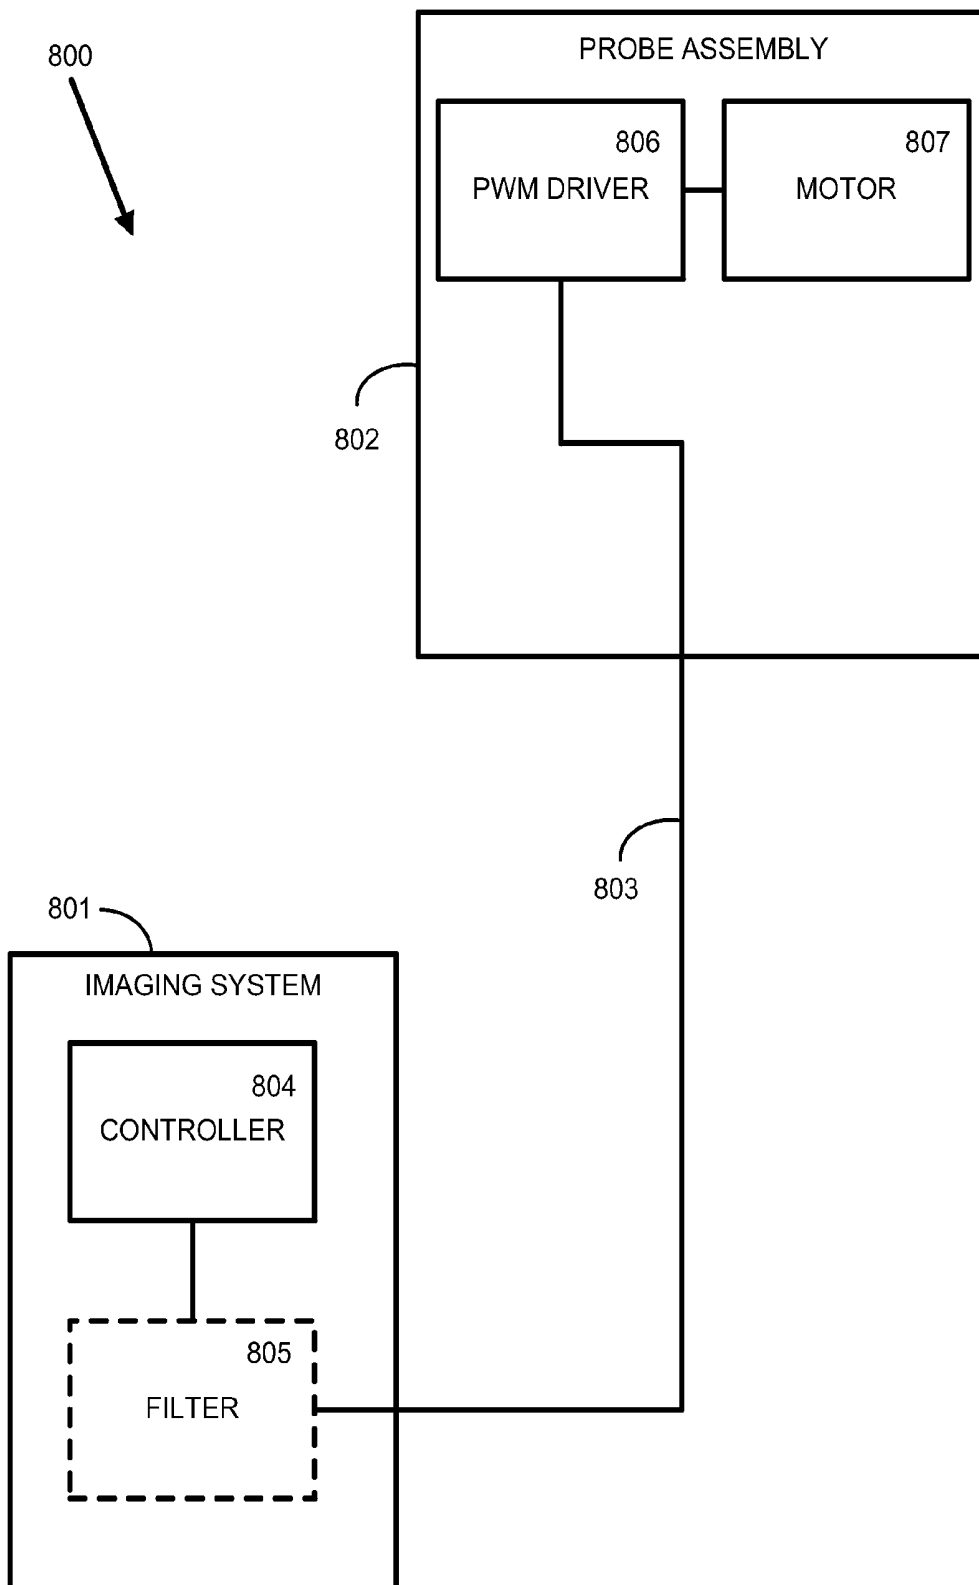 800
PROBE ASSEMBLY
806
PWM DRIVER
807
MOTOR
802
803
801
IMAGING SYSTEM
804
CONTROLLER
805
FILTER